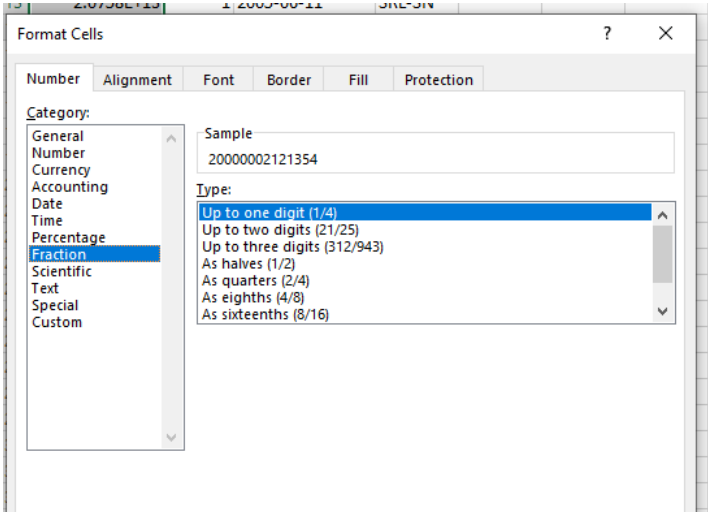 Format Cells ?
Number Alignment Font Border Fill Protection
Category:
General
Number
Currency
Accounting
Date
Time
Percentage
Fraction
Scientific
Text
Special
Custom
Sample
20000002121354
Type:
Up to one digit (1/4)
Up to two digits (21/25)
Up to three digits (312/943)
As halves (1/2)
As quarters (2/4)
As eighths (4/8)
As sixteenths (8/16)